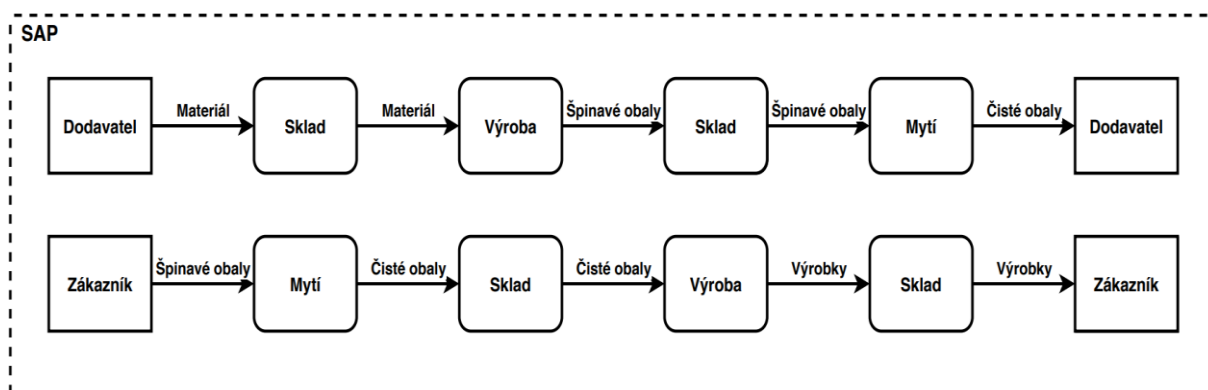 SAP
Dodavatel
Materiál
Sklad
Materiál
Výroba
Špinavé obaly
Sklad
Špinavé obaly
Mytí
Čisté obaly
Dodavatel
Zákazník
Špinavé obaly
Mytí
Čisté obaly
Sklad
Čisté obaly
Výroba
Výrobky
Sklad
Výrobky
Zákazník